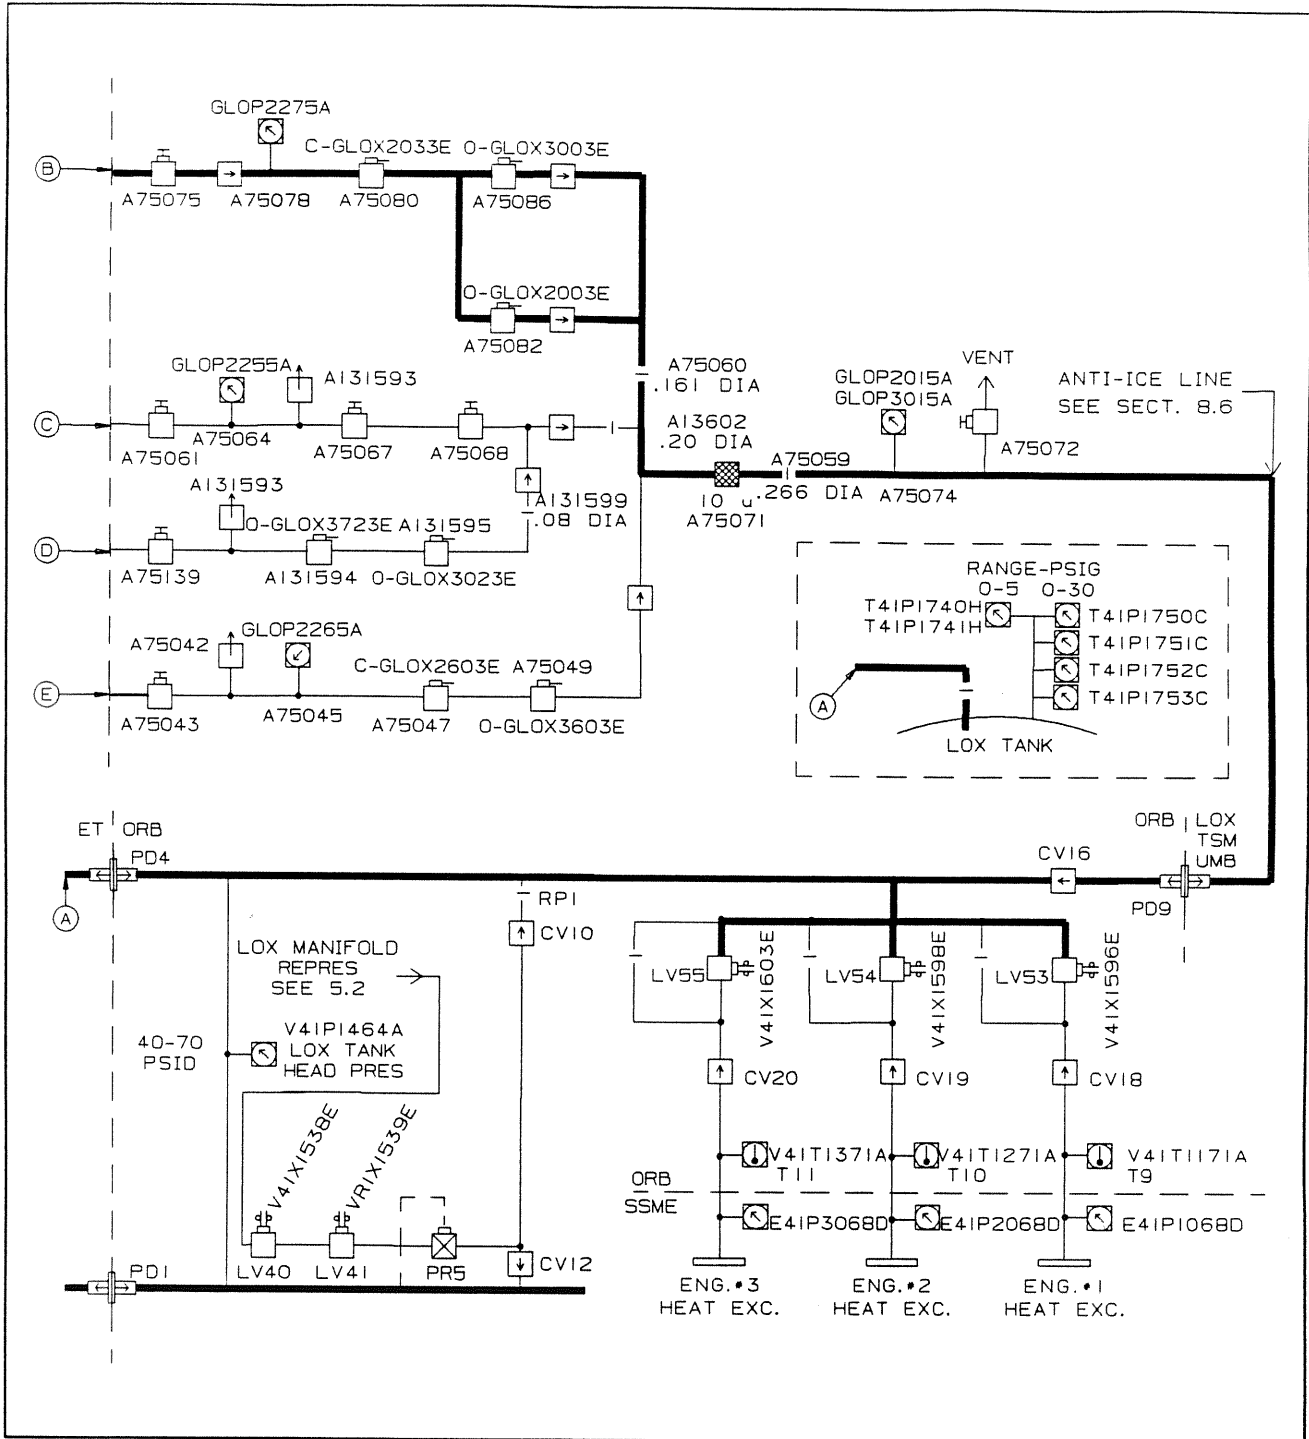 GLOP2275A
C-GLOX2033E O-GLOX3003E
B
A75075 A75078 A75080 A75086
O-GLOX2003E
A75082
GLOP2255A
A131593
C
A75061 A75064 A75067 A75068
A75060
.161 DIA
A13602
.20 DIA
GLOP2015A
GLOP3015A
VENT
A75072
ANTI-ICE LINE
SEE SECT. 8.6
A131593
O-GLOX3723E A131595
A131599
.08 DIA
10 u
A75071
A75059
.266 DIA
A75074
D
A75139 A131594 O-GLOX3023E
RANGE-PSIG
0-5 0-30
T41P1740H
T41P1741H
T41P1750C
T41P1751C
T41P1752C
T41P1753C
A
LOX TANK
A75042
GLOP2265A
C-GLOX2603E A75049
E
A75043 A75045 A75047 O-GLOX3603E
ET ORB
PD4
A
ORB LOX
TSM
UMB
CV16
PD9
RP1
CV10
LOX MANIFOLD
REPRES
SEE 5.2
LV55
V41X1603E
LV54
V41X1598E
LV53
V41X1596E
40-70
PSID
V41P1464A
LOX TANK
HEAD PRES
CV20
CV19
CV18
V41X1538E
VR1X1539E
V41T1371A
T11
V41T1271A
T10
V41T1171A
T9
ORB
SSME
E41P3068D
E41P2068D
E41P1068D
PD1
LV40 LV41 PR5
CV12
ENG.•3
HEAT EXC.
ENG.•2
HEAT EXC.
ENG.•1
HEAT EXC.